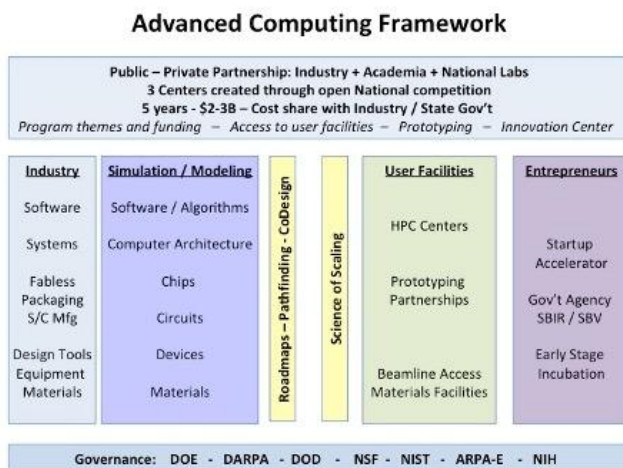 Advanced Computing Framework
Public – Private Partnership: Industry + Academia + National Labs
3 Centers created through open National competition
5 years - $2-3B – Cost share with Industry / State Gov't
Program themes and funding – Access to user facilities – Prototyping – Innovation Center
Industry
Software
Systems
Fabless
Packaging
S/C Mfg
Design Tools
Equipment
Materials
Simulation / Modeling
Software / Algorithms
Computer Architecture
Chips
Circuits
Devices
Materials
Roadmaps – Pathfinding - CoDesign
Science of Scaling
User Facilities
HPC Centers
Prototyping
Partnerships
Beamline Access
Materials Facilities
Entrepreneurs
Startup
Accelerator
Gov't Agency
SBIR / SBV
Early Stage
Incubation
Governance: DOE - DARPA - DOD - NSF - NIST - ARPA-E - NIH